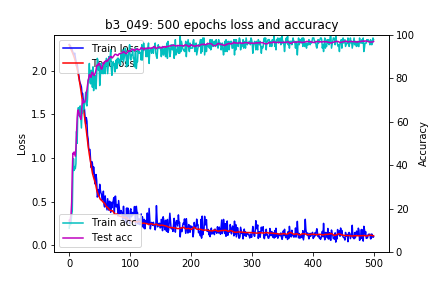 b3_049: 500 epochs loss and accuracy
Train loss
Test loss
2.0
1.5
1.0
0.5
0.0
Loss
100
80
60
40
20
0
Accuracy
Train acc
Test acc
0
100
200
300
400
500